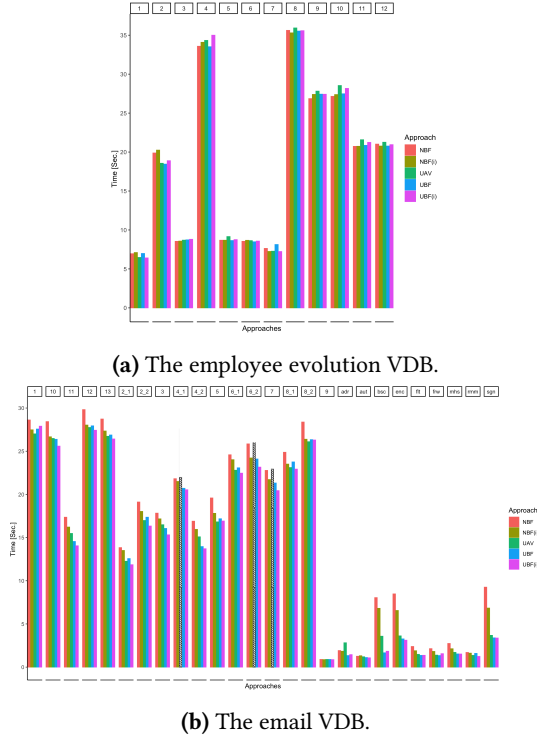 1 2 3 4 5 6 7 8 9 10 11 12
35
30
25
20
15
10
5
0
Time [Sec.]
Approach
NBF
NBF(i)
UAV
UBF
UBF(i)
Approaches
(a) The employee evolution VDB.
1 10 11 12 13 2_1 2_2 3 4_1 4_2 5 6_1 6_2 7 8_1 8_2 9 adr aut bsc enc fft fnw mhs rmm sgn
30
25
20
15
10
5
0
Time [Sec.]
Approach
NBF
NBF(i
UAV
UBF
UBF(i
Approaches
(b) The email VDB.